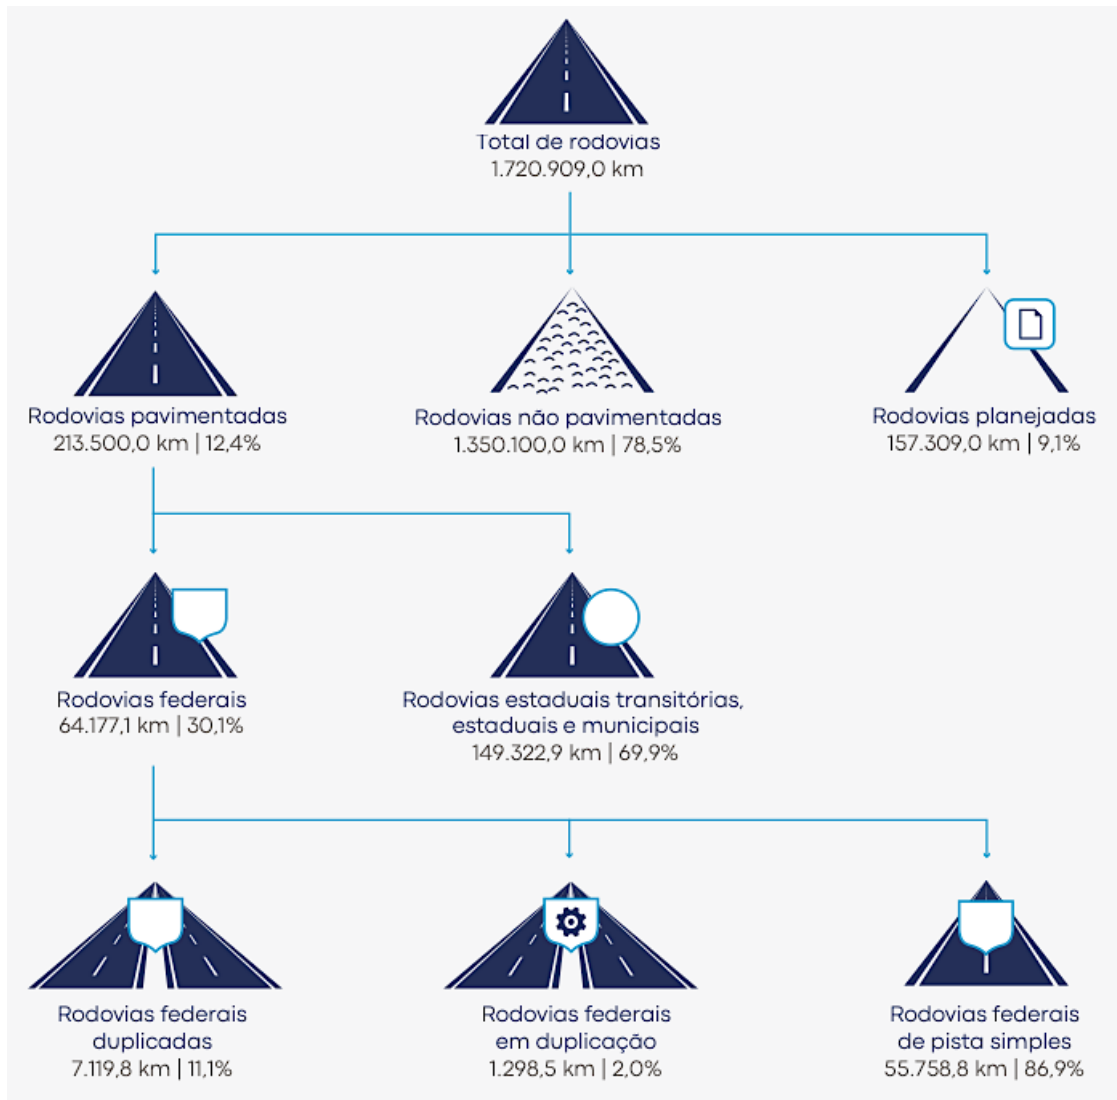 Total de rodovias
1.720.909,0 km
Rodovias pavimentadas
213.500,0 km | 12,4%
Rodovias não pavimentadas
1.350.100,0 km | 78,5%
Rodovias planejadas
157.309,0 km | 9,1%
Rodovias federais
64.177,1 km | 30,1%
Rodovias estaduais transitórias,
estaduais e municipais
149.322,9 km | 69,9%
Rodovias federais
duplicadas
7.119,8 km | 11,1%
Rodovias federais
em duplicação
1.298,5 km | 2,0%
Rodovias federais
de pista simples
55.758,8 km | 86,9%